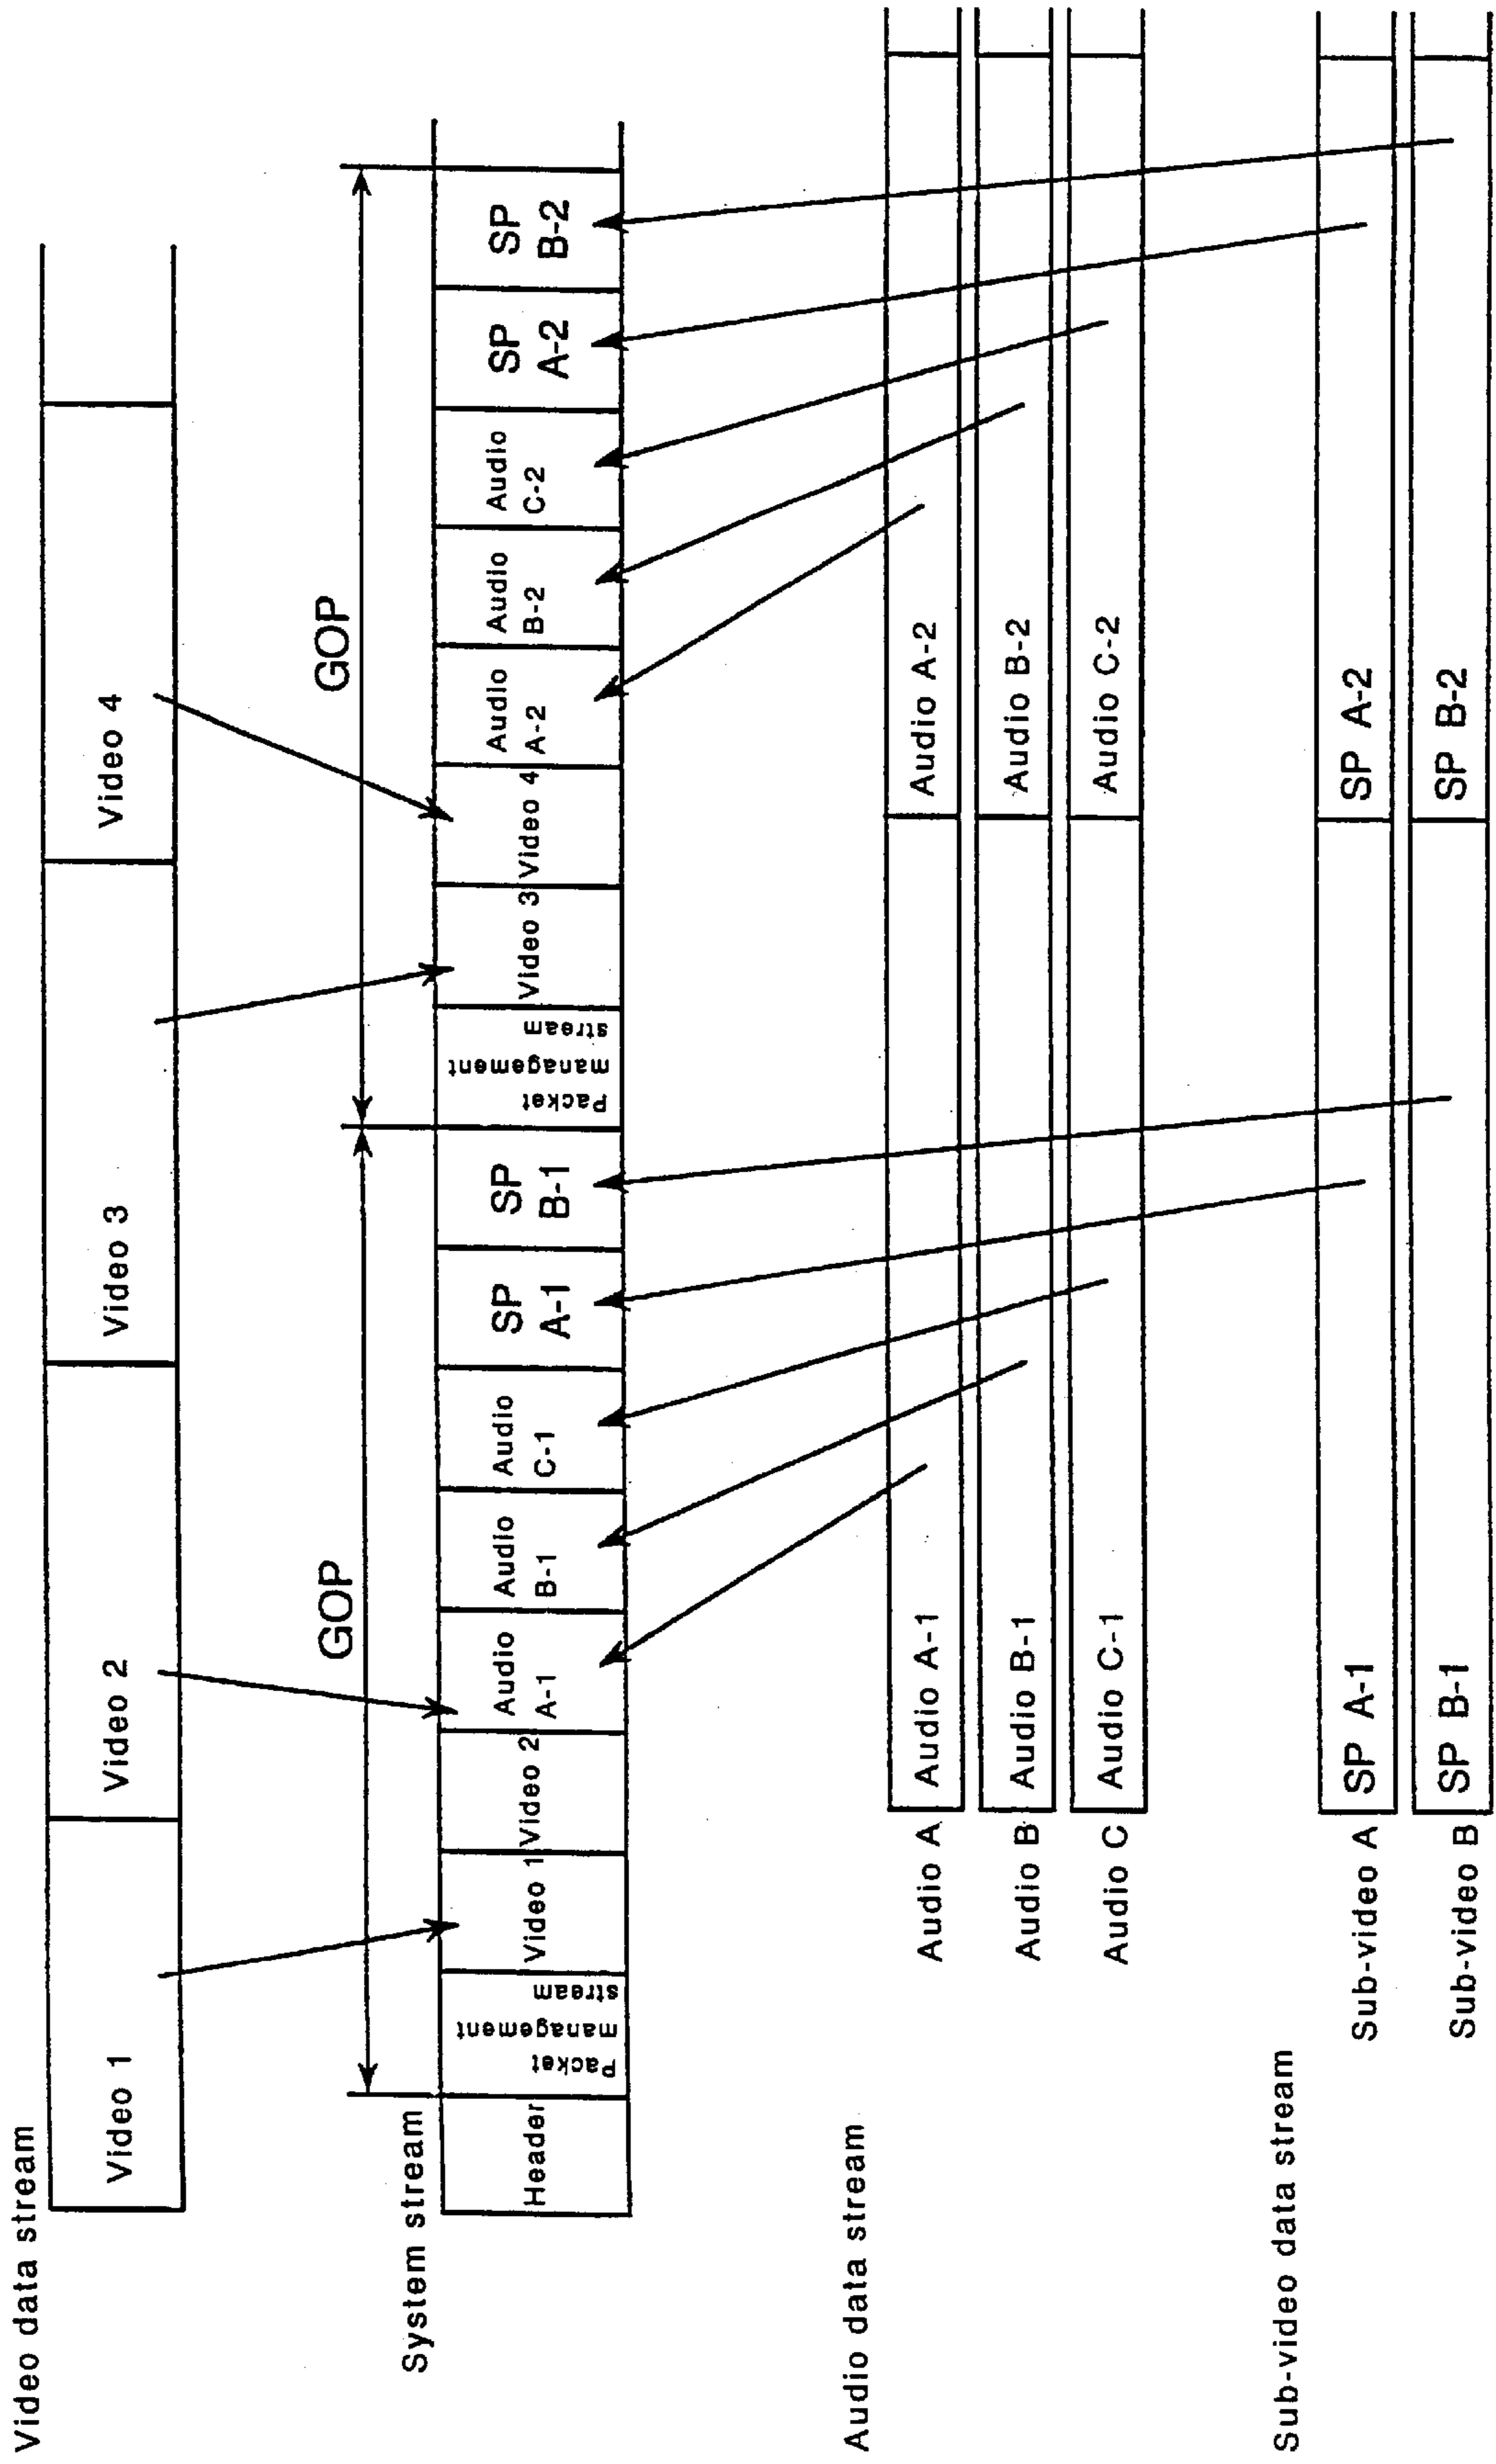 Video data stream
Video 1
Video 2
Video 3
Video 4
GOP
GOP
System stream
Header
Packet
management
stream
Video 1
Video 2
Audio
A-1
Audio
B-1
Audio
C-1
SP
A-1
SP
B-1
Packet
management
stream
Video 3
Video 4
Audio
A-2
Audio
B-2
Audio
C-2
SP
A-2
SP
B-2
Audio data stream
Audio A
Audio A-1
Audio A-2
Audio B
Audio B-1
Audio B-2
Audio C
Audio C-1
Audio C-2
Sub-video data stream
Sub-video A
SP A-1
SP A-2
Sub-video B
SP B-1
SP B-2